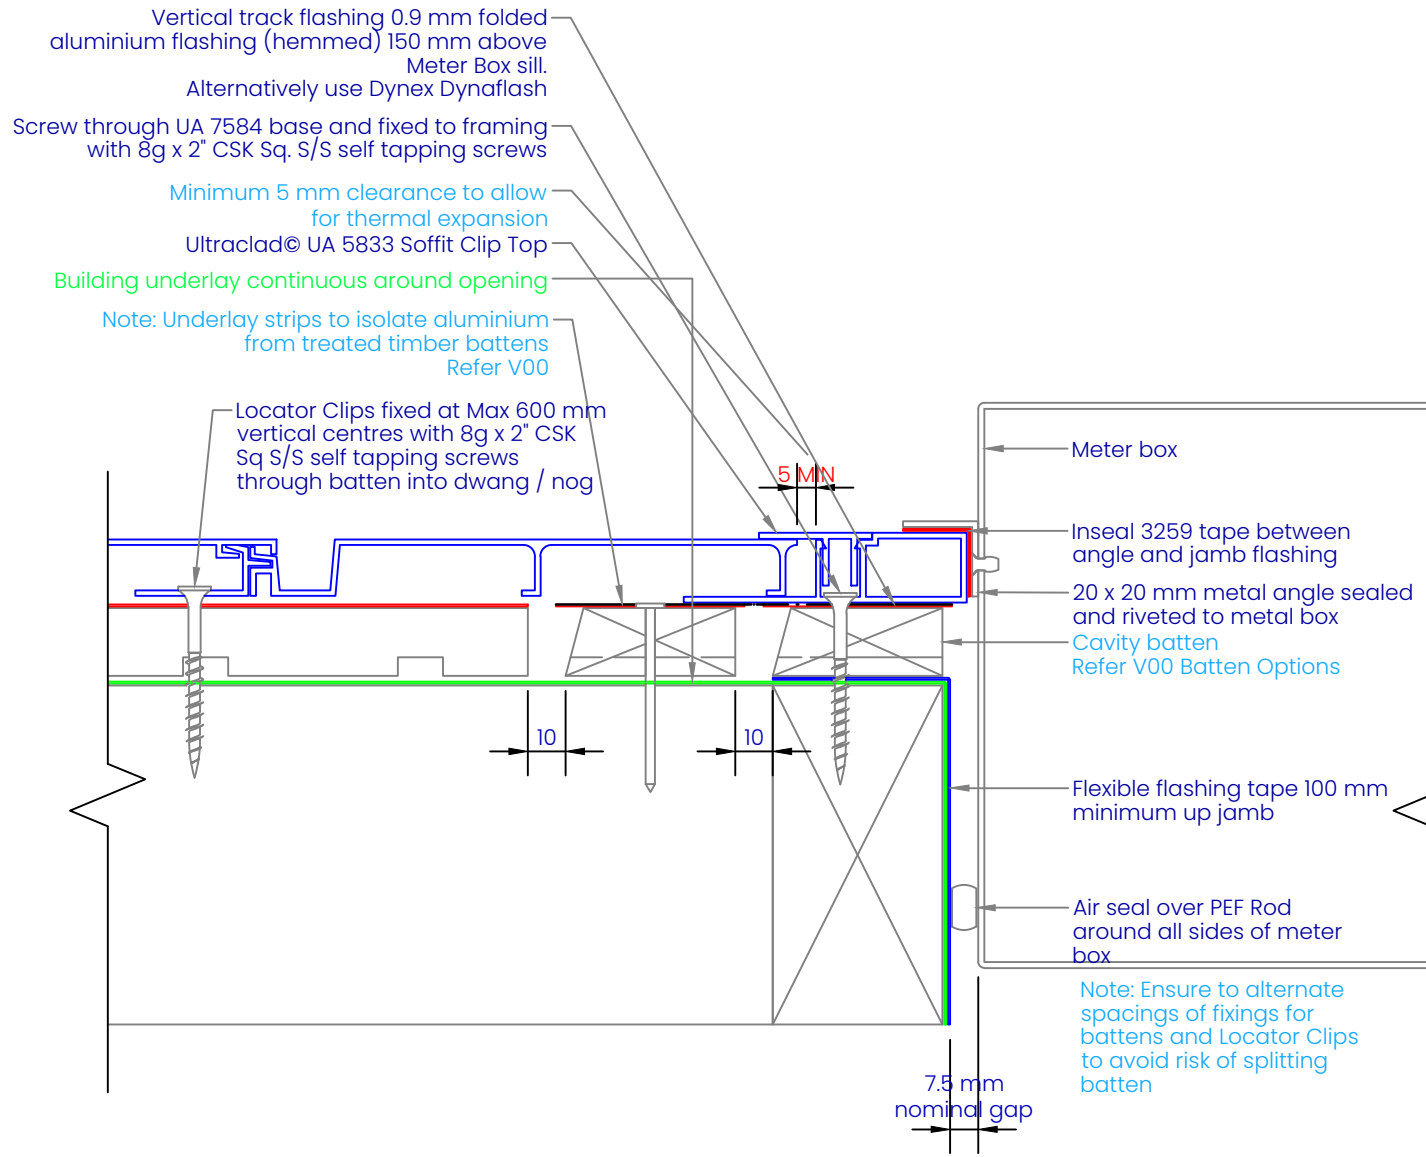 Vertical track flashing 0.9 mm folded
aluminium flashing (hemmed) 150 mm above
Meter Box sill.
Alternatively use Dynex Dynaflash
Screw through UA 7584 base and fixed to framing
with 8g x 2" CSK Sq. S/S self tapping screws
Minimum 5 mm clearance to allow
for thermal expansion
Ultraclad© UA 5833 Soffit Clip Top
Building underlay continuous around opening
Note: Underlay strips to isolate aluminium
from treated timber battens
Refer V00
Locator Clips fixed at Max 600 mm
vertical centres with 8g x 2" CSK
Sq S/S self tapping screws
through batten into dwang / nog
5 MIN
Meter box
Inseal 3259 tape between
angle and jamb flashing
20 x 20 mm metal angle sealed
and riveted to metal box
Cavity batten
Refer V00 Batten Options
10
10
Flexible flashing tape 100 mm
minimum up jamb
Air seal over PEF Rod
around all sides of meter
box
Note: Ensure to alternate
spacings of fixings for
battens and Locator Clips
to avoid risk of splitting
batten
7.5 mm
nominal gap